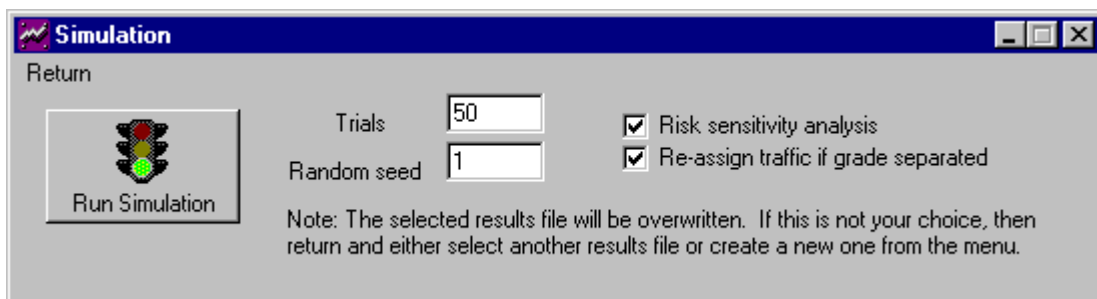 Simulation
Return
Run Simulation
Trials 50
Random seed 1
Risk sensitivity analysis
Re-assign traffic if grade separated
Note: The selected results file will be overwritten. If this is not your choice, then
return and either select another results file or create a new one from the menu.